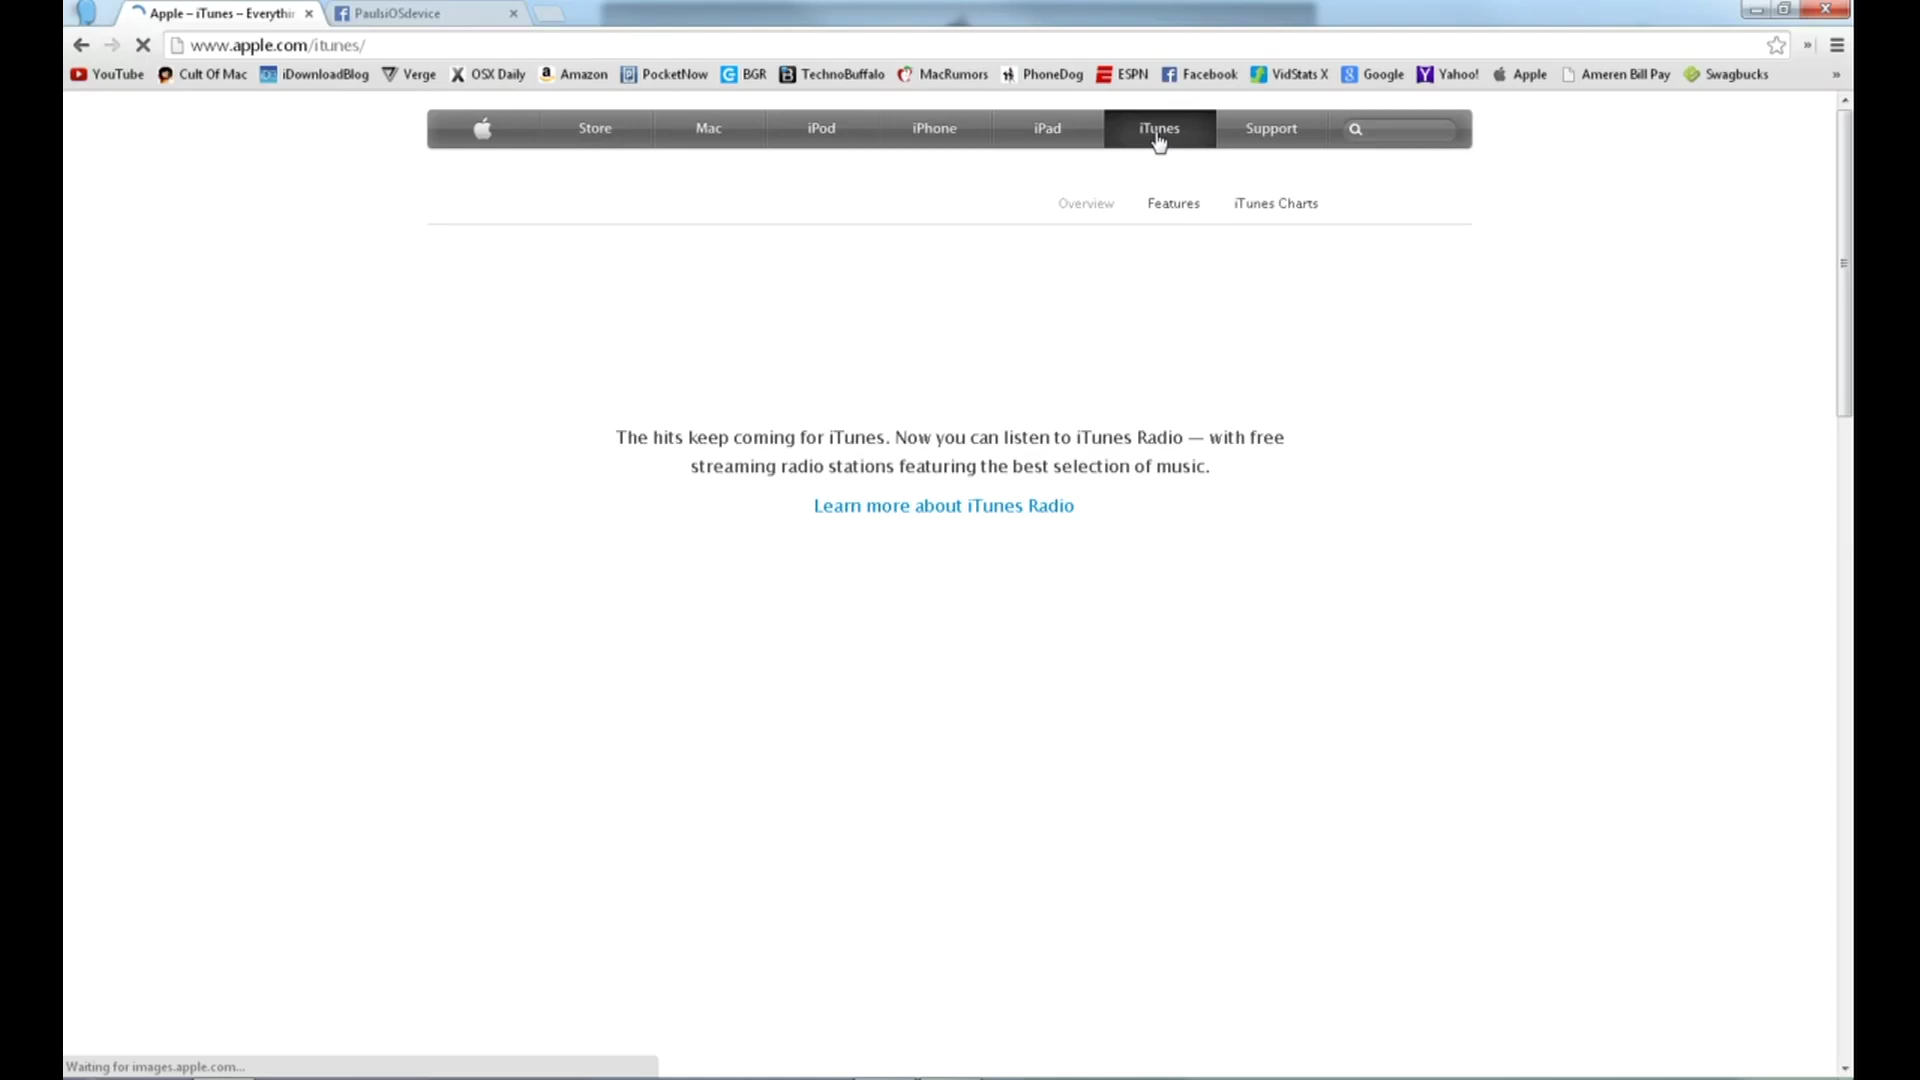 Apple – iTunes – Everythi
PaulsiOSdevice
www.apple.com/itunes/
YouTube Cult Of Mac iDownloadBlog Verge OSX Daily Amazon PocketNow BGR TechnoBuffalo MacRumors PhoneDog ESPN Facebook VidStats X Google Yahoo! Apple Ameren Bill Pay Swagbucks
Store Mac iPod iPhone iPad iTunes Support
Overview Features iTunes Charts
The hits keep coming for iTunes. Now you can listen to iTunes Radio — with free
streaming radio stations featuring the best selection of music.
Learn more about iTunes Radio
Waiting for images.apple.com...